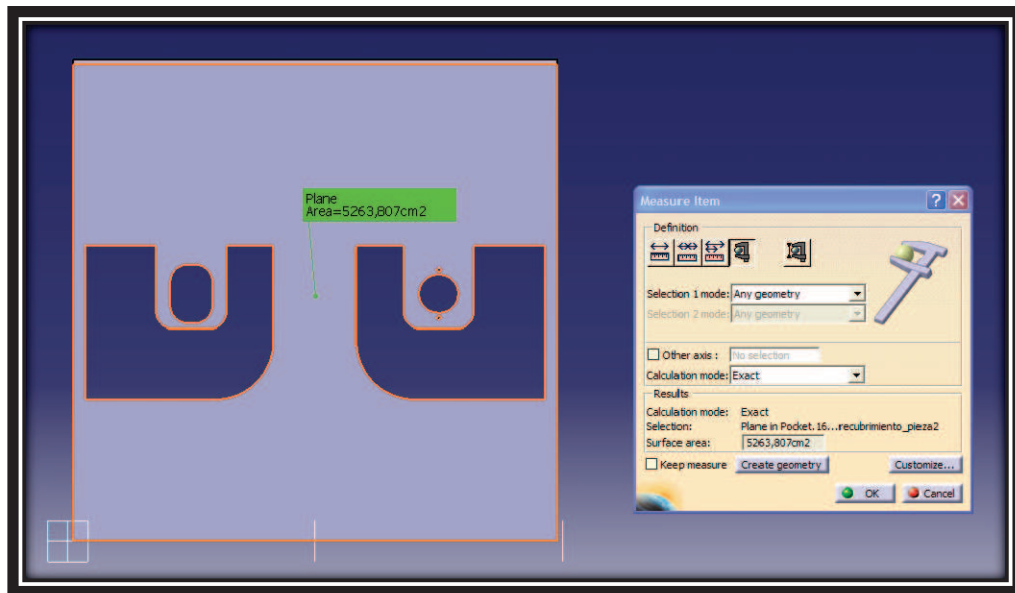 Plane
Area=5263,807cm2
Measure Item
Definition
Selection 1 mode: Any geometry
Selection 2 mode: Any geometry
Other axis : No selection
Calculation mode: Exact
Results
Calculation mode: Exact
Selection: Plane in Pocket.16...recubrimiento_pieza2
Surface area: 5263,807cm2
Keep measure Create geometry Customize...
OK Cancel